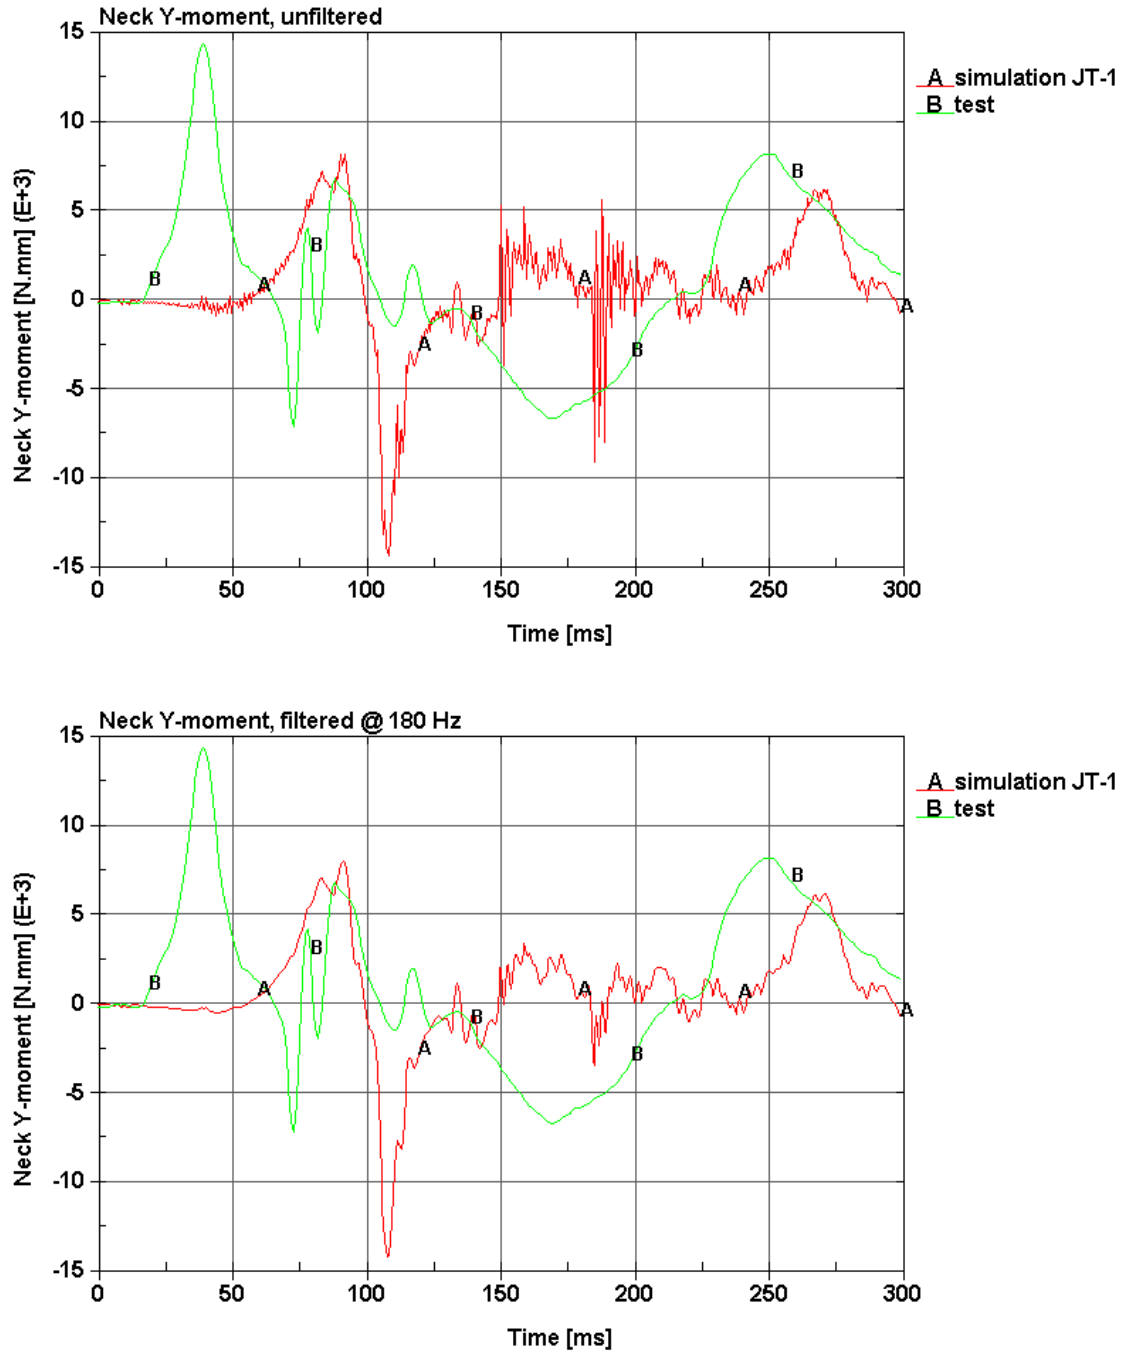 Neck Y-moment, unfiltered
15
10
5
0
-5
-10
-15
Neck Y-moment [N.mm] (E+3)
0 50 100 150 200 250 300
Time [ms]
A simulation JT-1
B test
B A B A B A B A B A
Neck Y-moment, filtered @ 180 Hz
15
10
5
0
-5
-10
-15
Neck Y-moment [N.mm] (E+3)
0 50 100 150 200 250 300
Time [ms]
A simulation JT-1
B test
B A B A B A B A B A